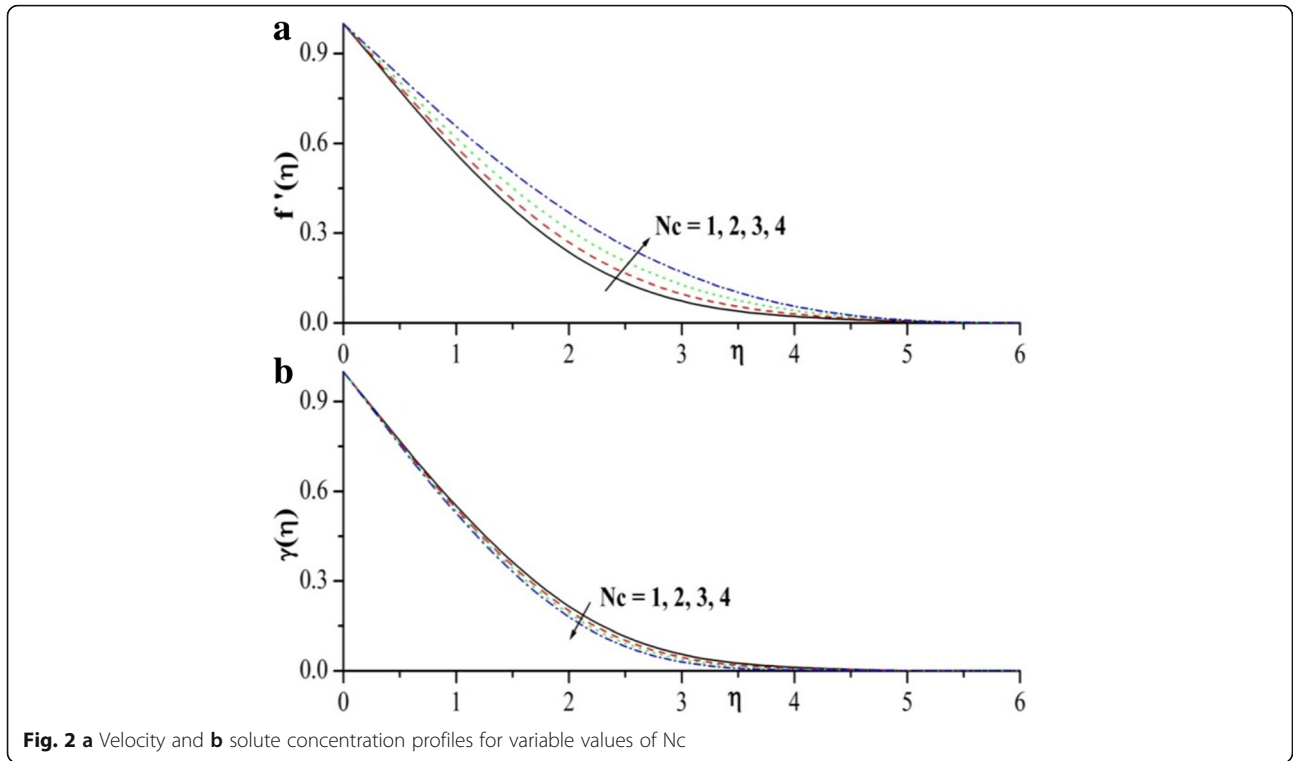 a
0.9
0.6
0.3
0.0
f '(η)
Nc = 1, 2, 3, 4
0 1 2 3 η 4 5 6
b
0.9
0.6
0.3
0.0
γ(η)
Nc = 1, 2, 3, 4
0 1 2 3 η 4 5 6
Fig. 2 a Velocity and b solute concentration profiles for variable values of Nc